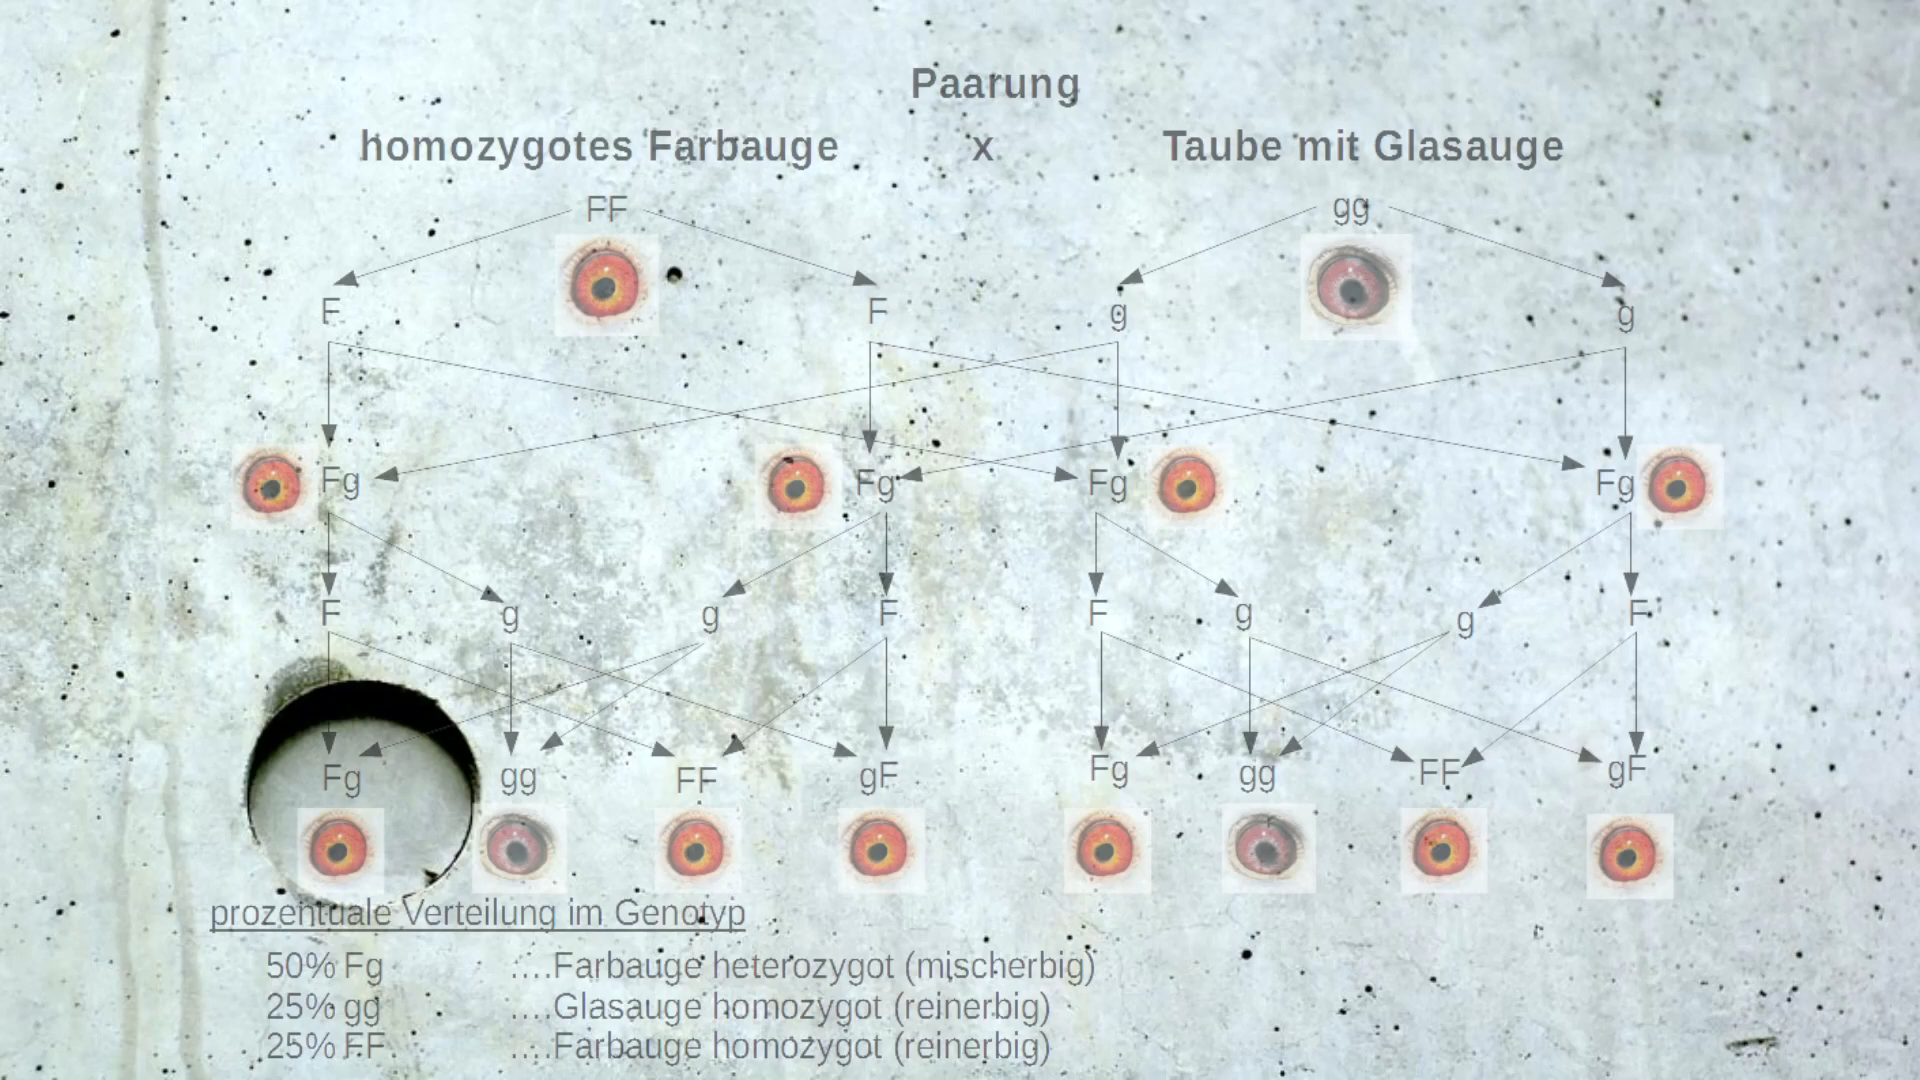 Paarung
homozygotes Farbauge x Taube mit Glasauge
FF gg
F F g g
Fg Fg Fg Fg
F g g F F g g F
Fg gg FF gF Fg gg FF gF
prozentuale Verteilung im Genotyp
50% Fg ....Farbauge heterozygot (mischerbig)
25% gg ....Glasauge homozygot (reinerbig)
25% FF ....Farbauge homozygot (reinerbig)